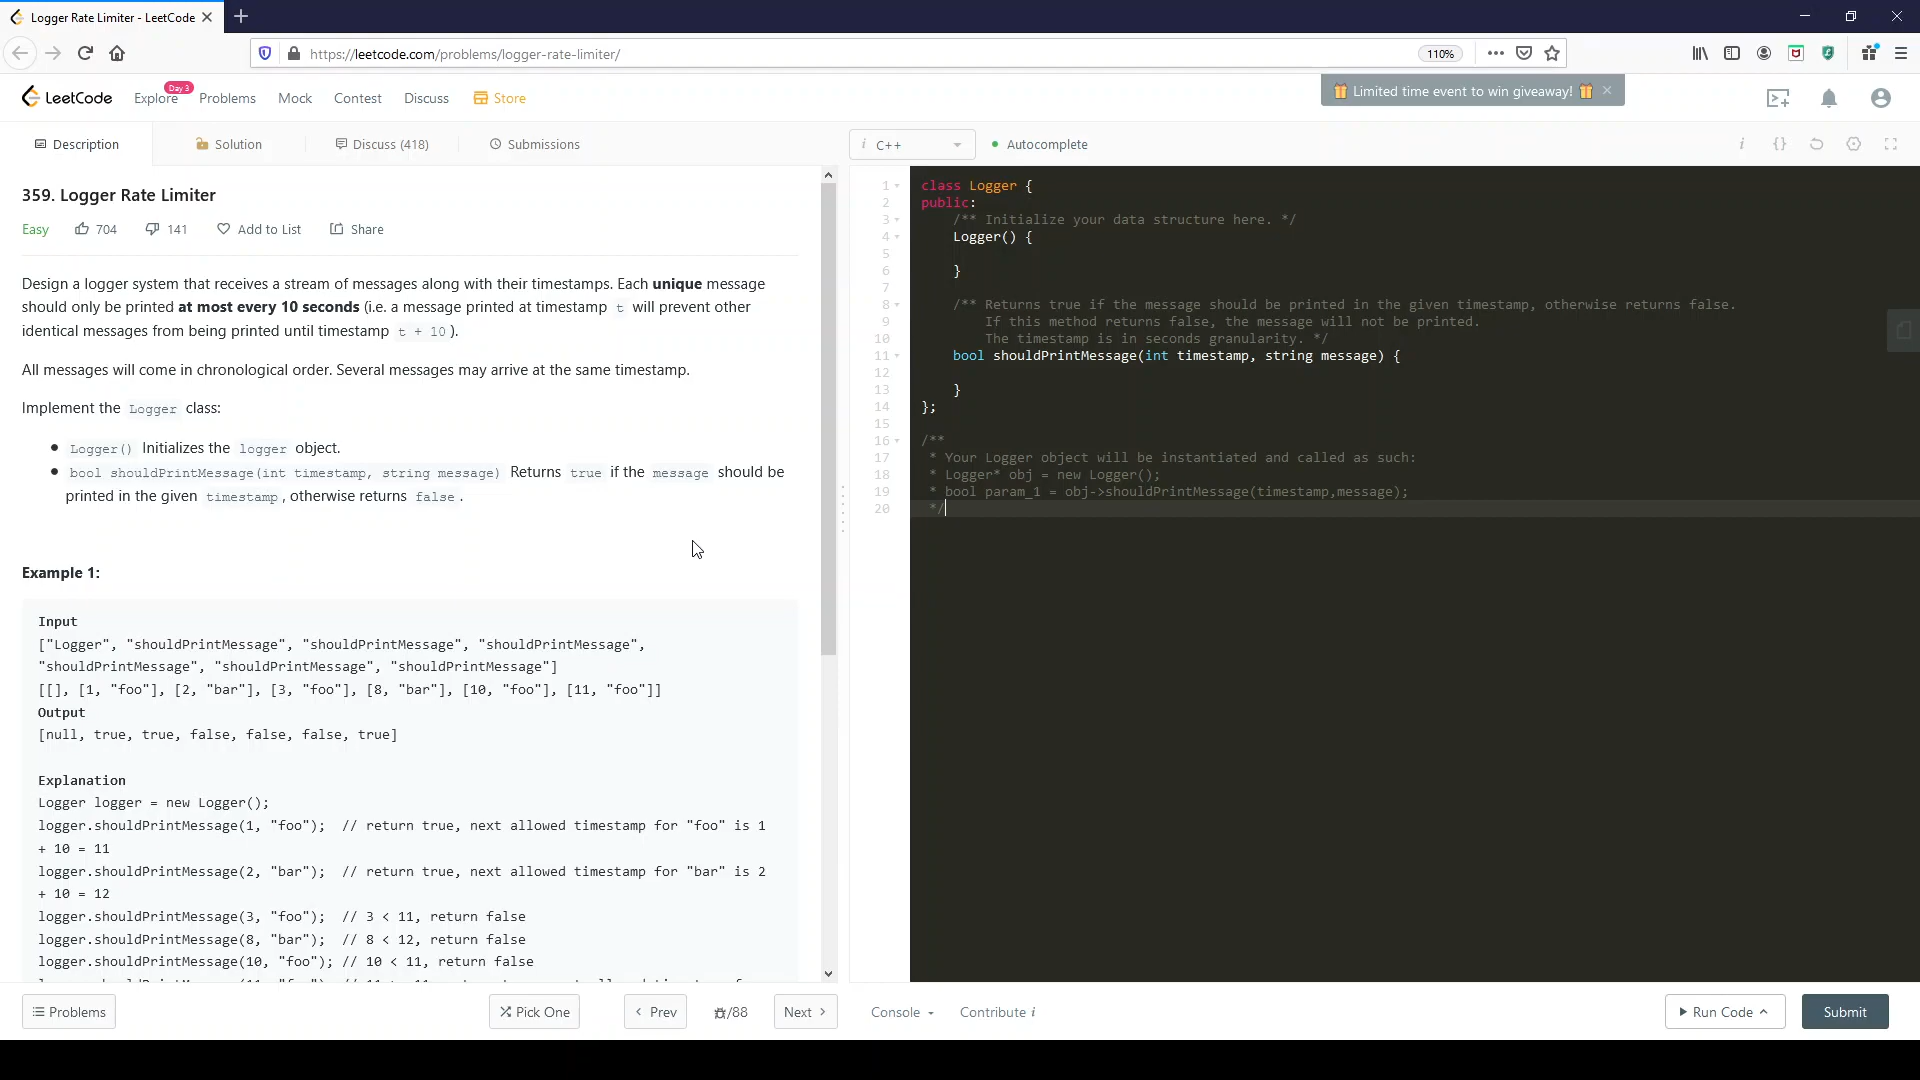 Logger Rate Limiter - LeetCode
https://leetcode.com/problems/logger-rate-limiter/
110%
LeetCode
Explore
Day 3
Problems
Mock
Contest
Discuss
Store
Limited time event to win giveaway!
Description
Solution
Discuss (418)
Submissions
i C++
Autocomplete
359. Logger Rate Limiter
Easy 704 141 Add to List Share
Design a logger system that receives a stream of messages along with their timestamps. Each unique message
should only be printed at most every 10 seconds (i.e. a message printed at timestamp t will prevent other
identical messages from being printed until timestamp t + 10 ).
All messages will come in chronological order. Several messages may arrive at the same timestamp.
Implement the Logger class:
• Logger() Initializes the logger object.
• bool shouldPrintMessage(int timestamp, string message) Returns true if the message should be
printed in the given timestamp, otherwise returns false.
Example 1:
Input
["Logger", "shouldPrintMessage", "shouldPrintMessage", "shouldPrintMessage",
"shouldPrintMessage", "shouldPrintMessage", "shouldPrintMessage"]
[[], [1, "foo"], [2, "bar"], [3, "foo"], [8, "bar"], [10, "foo"], [11, "foo"]]
Output
[null, true, true, false, false, false, true]
Explanation
Logger logger = new Logger();
logger.shouldPrintMessage(1, "foo");  // return true, next allowed timestamp for "foo" is 1
+ 10 = 11
logger.shouldPrintMessage(2, "bar");  // return true, next allowed timestamp for "bar" is 2
+ 10 = 12
logger.shouldPrintMessage(3, "foo");  // 3 < 11, return false
logger.shouldPrintMessage(8, "bar");  // 8 < 12, return false
logger.shouldPrintMessage(10, "foo"); // 10 < 11, return false
1 class Logger {
2 public:
3     /** Initialize your data structure here. */
4     Logger() {
5
6     }
7
8     /** Returns true if the message should be printed in the given timestamp, otherwise returns false.
9         If this method returns false, the message will not be printed.
10         The timestamp is in seconds granularity. */
11     bool shouldPrintMessage(int timestamp, string message) {
12
13     }
14 };
15
16 /**
17  * Your Logger object will be instantiated and called as such:
18  * Logger* obj = new Logger();
19  * bool param_1 = obj->shouldPrintMessage(timestamp,message);
20  */
Problems
Pick One
Prev
/88
Next
Console
Contribute i
Run Code
Submit